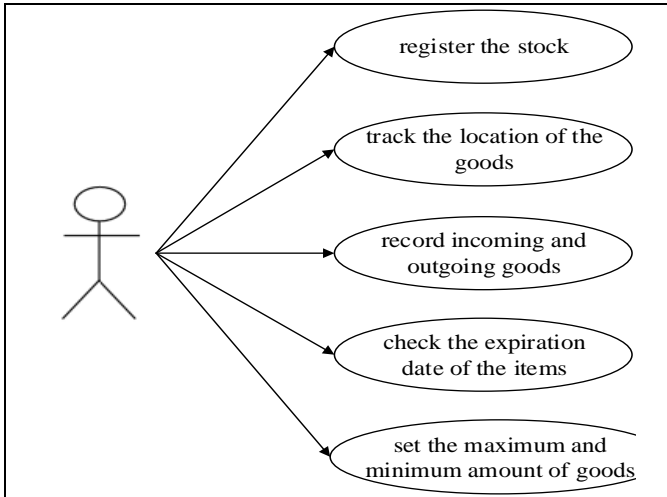 register the stock
track the location of the
goods
record incoming and
outgoing goods
check the expiration
date of the items
set the maximum and
minimum amount of goods